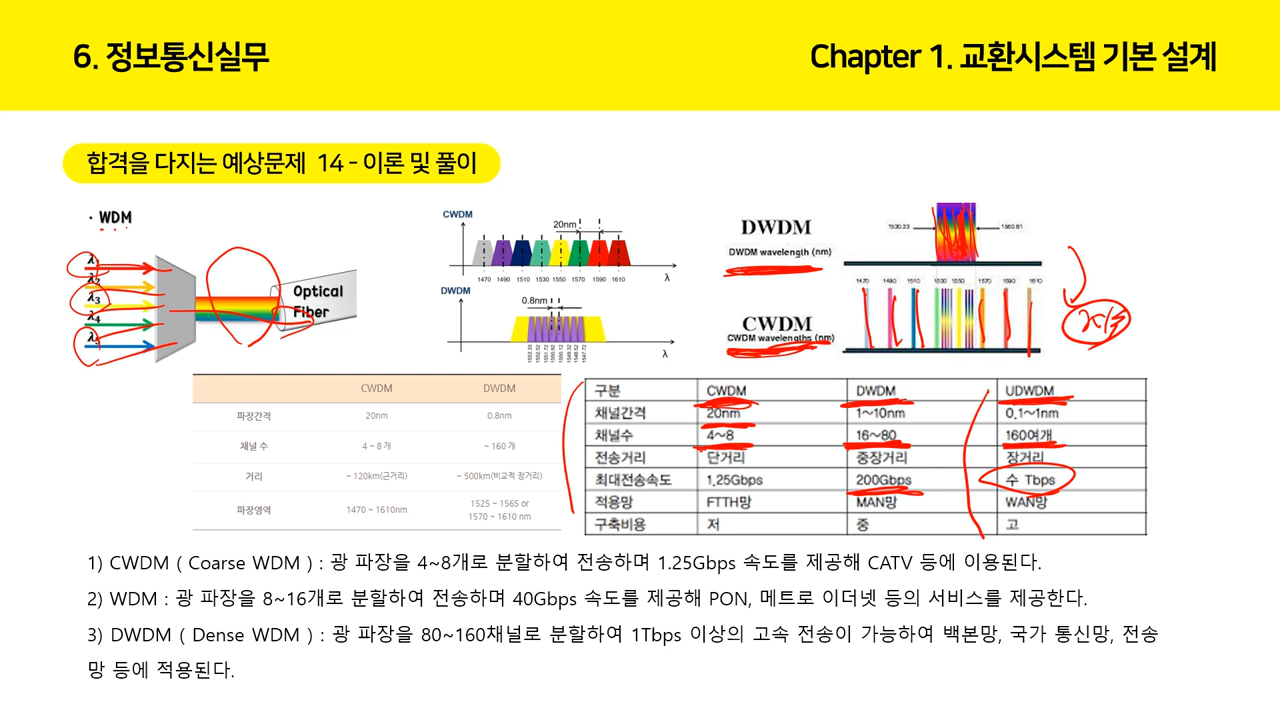 6. 정보통신실무
Chapter 1. 교환시스템 기본 설계
합격을 다지는 예상문제 14 - 이론 및 풀이
· WDM
λ3
λ4
Optical
Fiber
CWDM
20nm
1470 1490 1510 1530 1550 1570 1590 1610
λ
DWDM
0.8nm
λ
DWDM
DWDM wavelength (nm)
1530.33
CWDM
CWDM wavelengths (nm)
1470 1490 1510 1530 1550 1570 1590 1610
CWDM DWDM
파장간격 20nm 0.8nm
채널 수 4 ~ 8 개 ~ 160 개
거리 ~ 120km(근거리) ~ 500km(비교적 장거리)
파장영역 1470 ~ 1610nm 1525 ~ 1565 or
1570 ~ 1610 nm
구분 CWDM DWDM UDWDM
채널간격 20nm 1~10nm 0.1~1nm
채널수 4~8 16~80 160여개
전송거리 단거리 중장거리 장거리
최대전송속도 1.25Gbps 200Gbps 수 Tbps
적용망 FTTH망 MAN망 WAN망
구축비용 저 중 고
1) CWDM ( Coarse WDM ) : 광 파장을 4~8개로 분할하여 전송하며 1.25Gbps 속도를 제공해 CATV 등에 이용된다.
2) WDM : 광 파장을 8~16개로 분할하여 전송하며 40Gbps 속도를 제공해 PON, 메트로 이더넷 등의 서비스를 제공한다.
3) DWDM ( Dense WDM ) : 광 파장을 80~160채널로 분할하여 1Tbps 이상의 고속 전송이 가능하여 백본망, 국가 통신망, 전송
망 등에 적용된다.